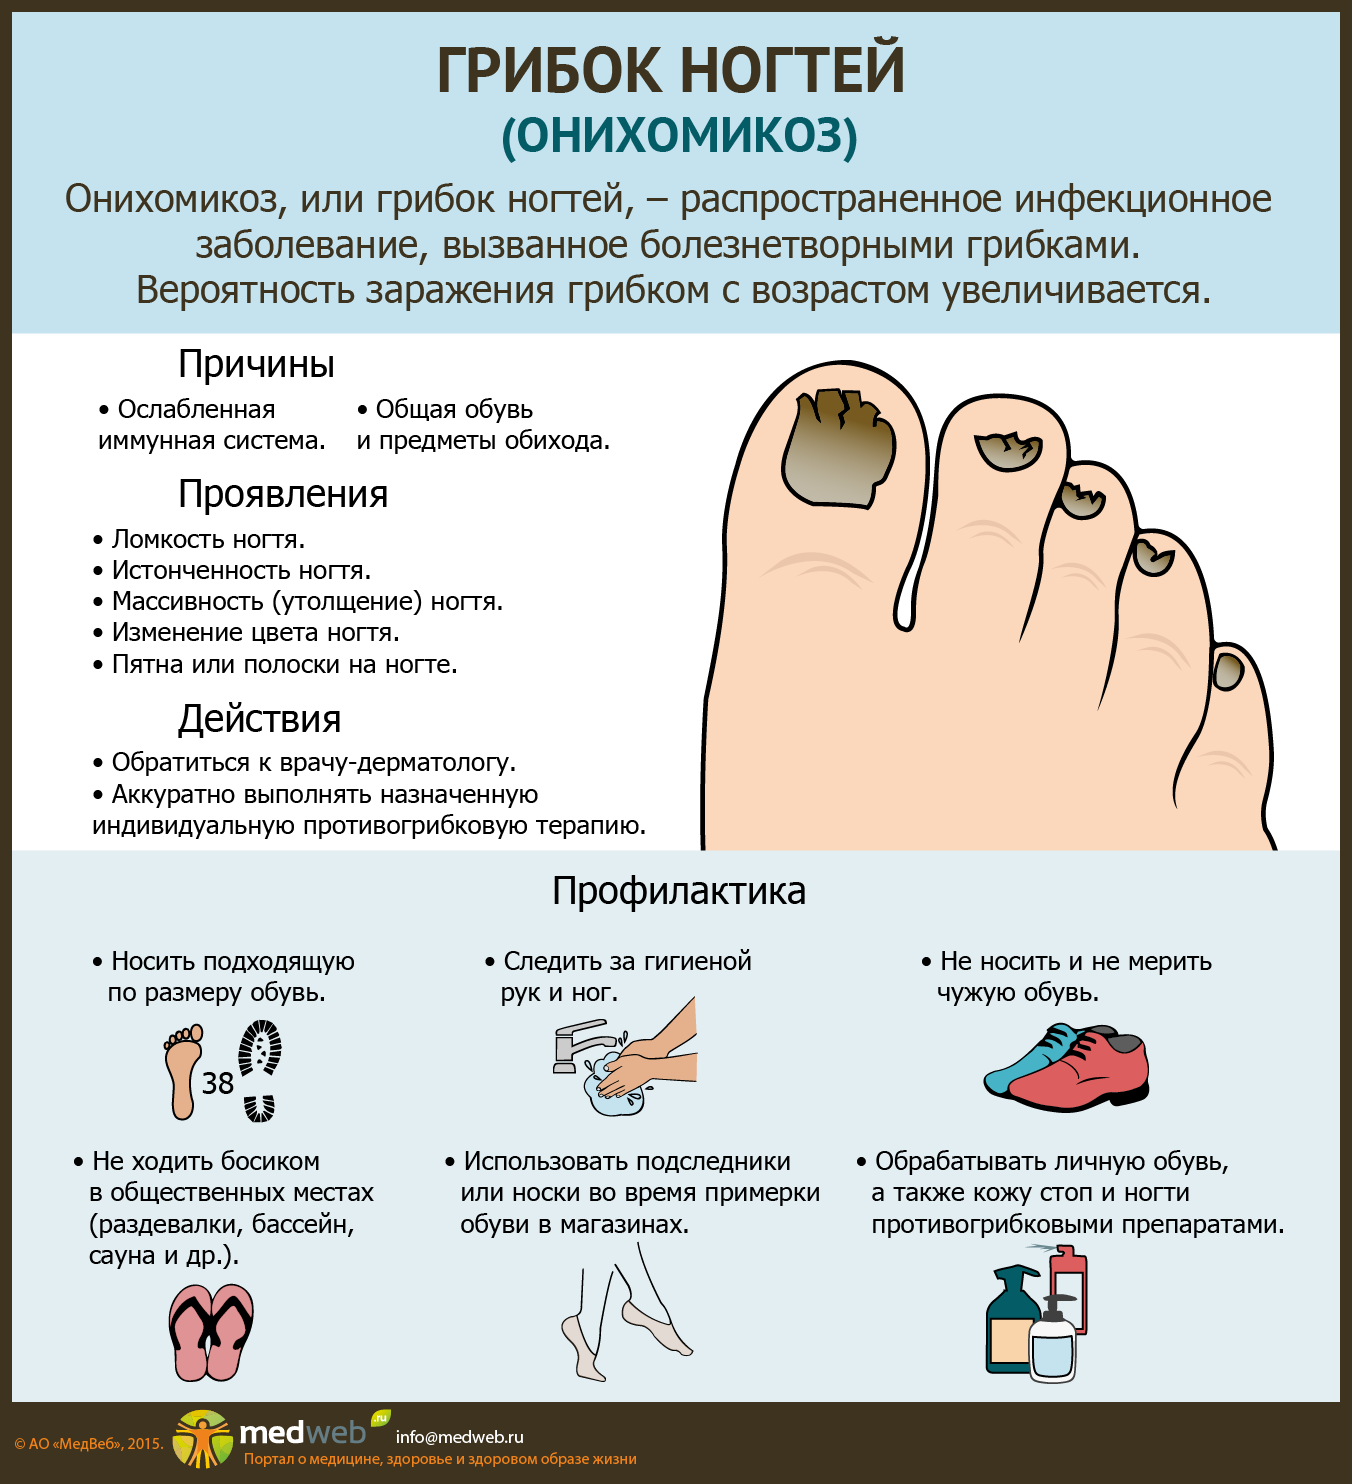 ГРИБОК НОГТЕЙ
(ОНИХОМИКОЗ)
Онихомикоз, или грибок ногтей, – распространенное инфекционное
заболевание, вызванное болезнетворными грибками.
Вероятность заражения грибком с возрастом увеличивается.
Причины
• Ослабленная
иммунная система.
• Общая обувь
и предметы обихода.
Проявления
• Ломкость ногтя.
• Истонченность ногтя.
• Массивность (утолщение) ногтя.
• Изменение цвета ногтя.
• Пятна или полоски на ногте.
Действия
• Обратиться к врачу-дерматологу.
• Аккуратно выполнять назначенную
индивидуальную противогрибковую терапию.
Профилактика
• Носить подходящую
по размеру обувь.
38
• Следить за гигиеной
рук и ног.
• Не носить и не мерить
чужую обувь.
• Не ходить босиком
в общественных местах
(раздевалки, бассейн,
сауна и др.).
• Использовать подследники
или носки во время примерки
обуви в магазинах.
• Обрабатывать личную обувь,
а также кожу стоп и ногти
противогрибковыми препаратами.
© АО «МедВеб», 2015.
medweb .ru
info@medweb.ru
Портал о медицине, здоровье и здоровом образе жизни